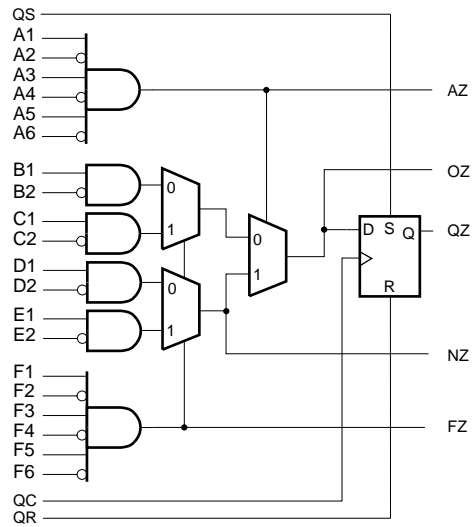 QS
A1
A2
A3
A4
A5
A6
AZ
B1
B2
0
C1
C2
1
OZ
0
1
D S Q
R
QZ
D1
D2
0
E1
E2
1
NZ
F1
F2
F3
F4
F5
F6
FZ
QC
QR